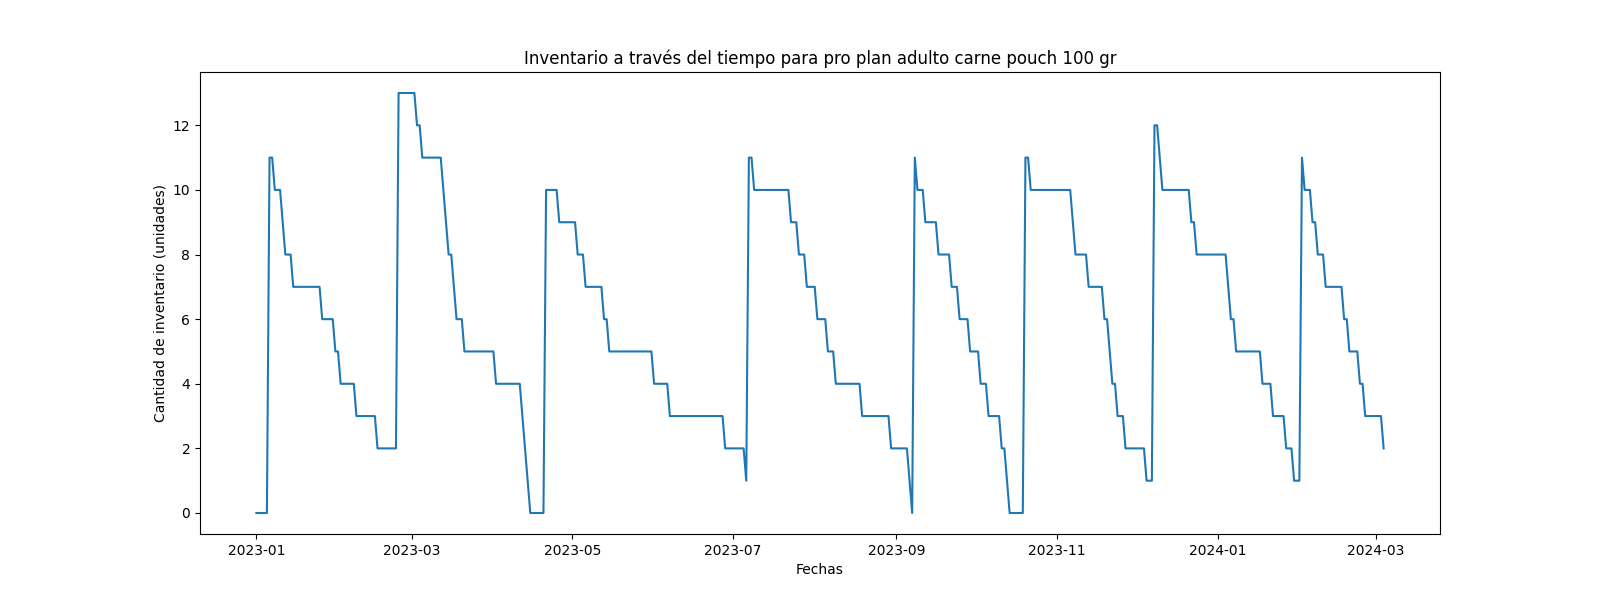 Inventario a través del tiempo para pro plan adulto carne pouch 100 gr
Cantidad de inventario (unidades)
12
10
8
6
4
2
0
2023-01 2023-03 2023-05 2023-07 2023-09 2023-11 2024-01 2024-03
Fechas